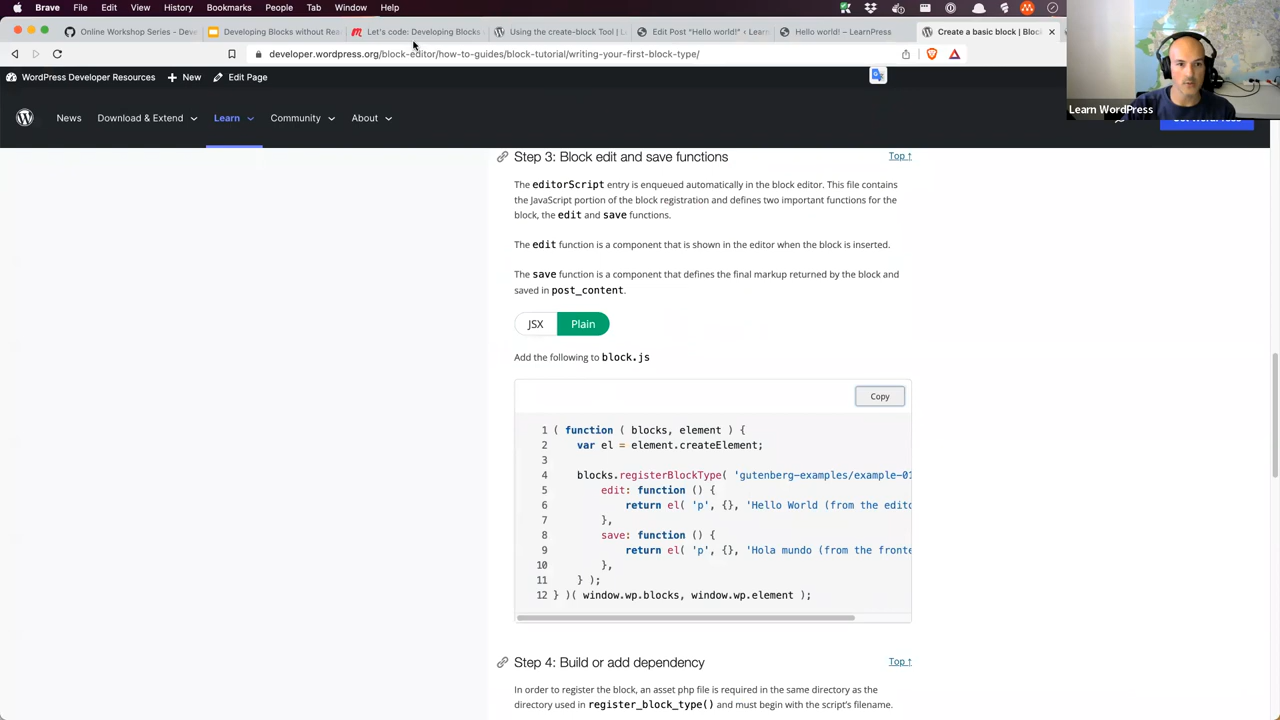 Brave File Edit View History Bookmarks People Tab Window Help
Online Workshop Series - Deve
Developing Blocks without Rea
Let's code: Developing Blocks
Using the create-block Tool | L
Edit Post "Hello world!" ‹ Learn
Hello world! – LearnPress
Create a basic block | Bloc
developer.wordpress.org/block-editor/how-to-guides/block-tutorial/writing-your-first-block-type/
WordPress Developer Resources New Edit Page
News Download & Extend Learn Community About
Learn WordPress
Step 3: Block edit and save functions Top ↑
The editorScript entry is enqueued automatically in the block editor. This file contains
the JavaScript portion of the block registration and defines two important functions for the
block, the edit and save functions.
The edit function is a component that is shown in the editor when the block is inserted.
The save function is a component that defines the final markup returned by the block and
saved in post_content.
JSX Plain
Add the following to block.js
Copy
1 ( function ( blocks, element ) {
2 var el = element.createElement;
3
4 blocks.registerBlockType( 'gutenberg-examples/example-01
5 edit: function () {
6 return el( 'p', {}, 'Hello World (from the edito
7 },
8 save: function () {
9 return el( 'p', {}, 'Hola mundo (from the fronte
10 },
11 } );
12 } )( window.wp.blocks, window.wp.element );
Step 4: Build or add dependency Top ↑
In order to register the block, an asset php file is required in the same directory as the
directory used in register_block_type() and must begin with the script's filename.